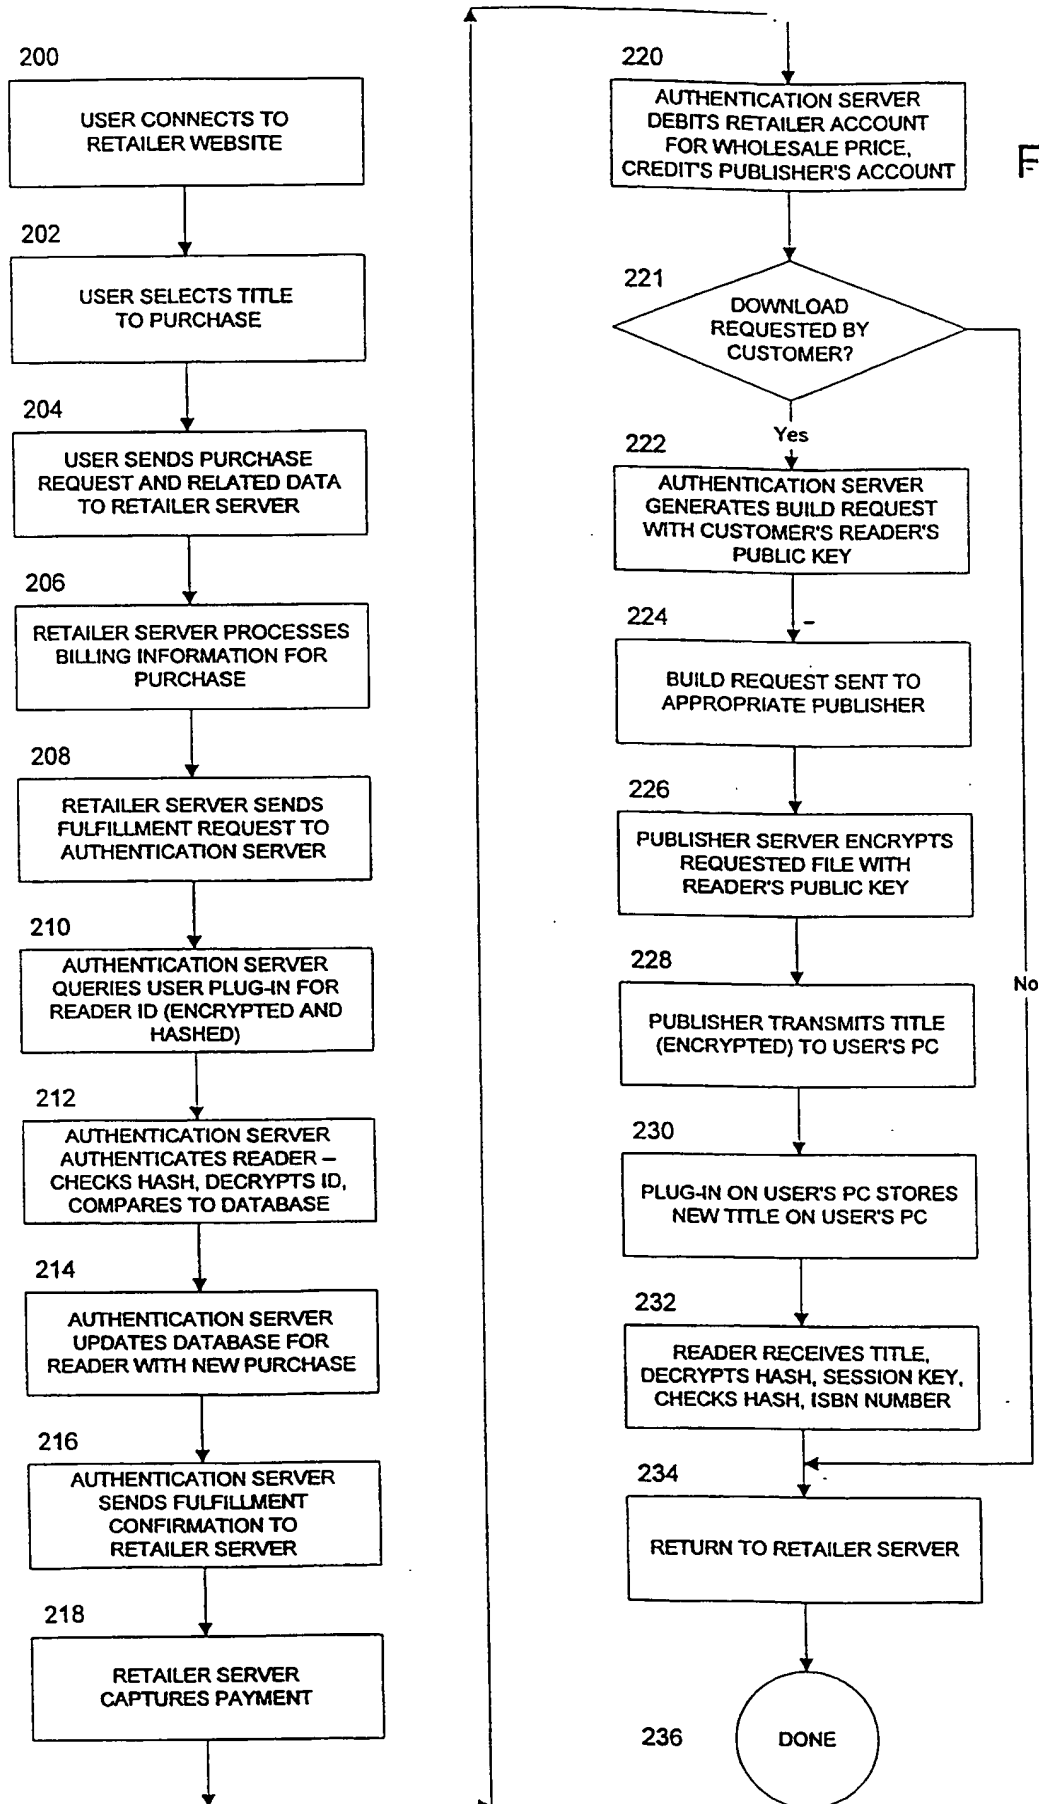 200
USER CONNECTS TO
RETAILER WEBSITE
202
USER SELECTS TITLE
TO PURCHASE
204
USER SENDS PURCHASE
REQUEST AND RELATED DATA
TO RETAILER SERVER
206
RETAILER SERVER PROCESSES
BILLING INFORMATION FOR
PURCHASE
208
RETAILER SERVER SENDS
FULFILLMENT REQUEST TO
AUTHENTICATION SERVER
210
AUTHENTICATION SERVER
QUERIES USER PLUG-IN FOR
READER ID (ENCRYPTED AND
HASHED)
212
AUTHENTICATION SERVER
AUTHENTICATES READER –
CHECKS HASH, DECRYPTS ID,
COMPARES TO DATABASE
214
AUTHENTICATION SERVER
UPDATES DATABASE FOR
READER WITH NEW PURCHASE
216
AUTHENTICATION SERVER
SENDS FULFILLMENT
CONFIRMATION TO
RETAILER SERVER
218
RETAILER SERVER
CAPTURES PAYMENT
220
AUTHENTICATION SERVER
DEBITS RETAILER ACCOUNT
FOR WHOLESALE PRICE,
CREDIT'S PUBLISHER'S ACCOUNT
F
221
DOWNLOAD
REQUESTED BY
CUSTOMER?
Yes
222
AUTHENTICATION SERVER
GENERATES BUILD REQUEST
WITH CUSTOMER'S READER'S
PUBLIC KEY
224
BUILD REQUEST SENT TO
APPROPRIATE PUBLISHER
226
PUBLISHER SERVER ENCRYPTS
REQUESTED FILE WITH
READER'S PUBLIC KEY
228
No
PUBLISHER TRANSMITS TITLE
(ENCRYPTED) TO USER'S PC
230
PLUG-IN ON USER'S PC STORES
NEW TITLE ON USER'S PC
232
READER RECEIVES TITLE,
DECRYPTS HASH, SESSION KEY,
CHECKS HASH, ISBN NUMBER
234
RETURN TO RETAILER SERVER
236
DONE